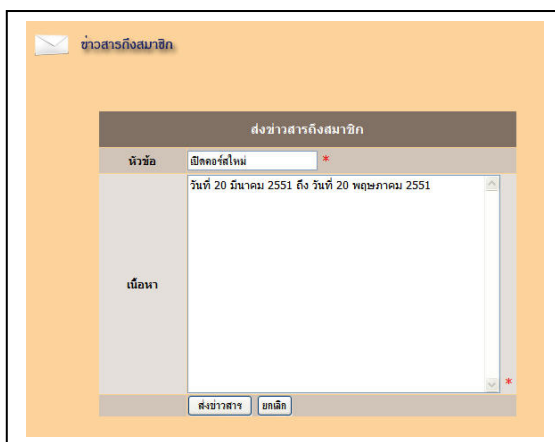 ข่าวสารถึงสมาชิก
ส่งข่าวสารถึงสมาชิก
หัวข้อ เปิดคอร์สใหม่ *
วันที่ 20 มีนาคม 2551 ถึง วันที่ 20 พฤษภาคม 2551
เนื้อหา
*
ส่งข่าวสาร ยกเลิก